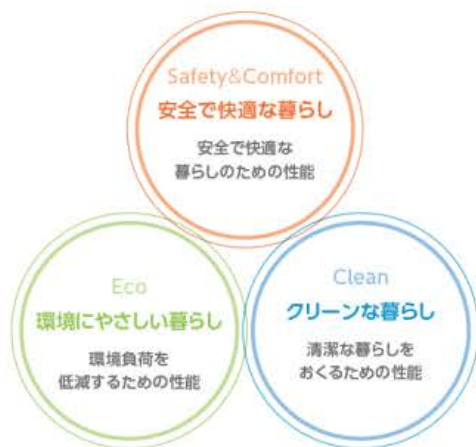 Safety&Comfort
安全で快適な暮らし
安全で快適な
暮らしのための性能
Eco
環境にやさしい暮らし
環境負荷を
低減するための性能
Clean
クリーンな暮らし
清潔な暮らしを
おくるための性能